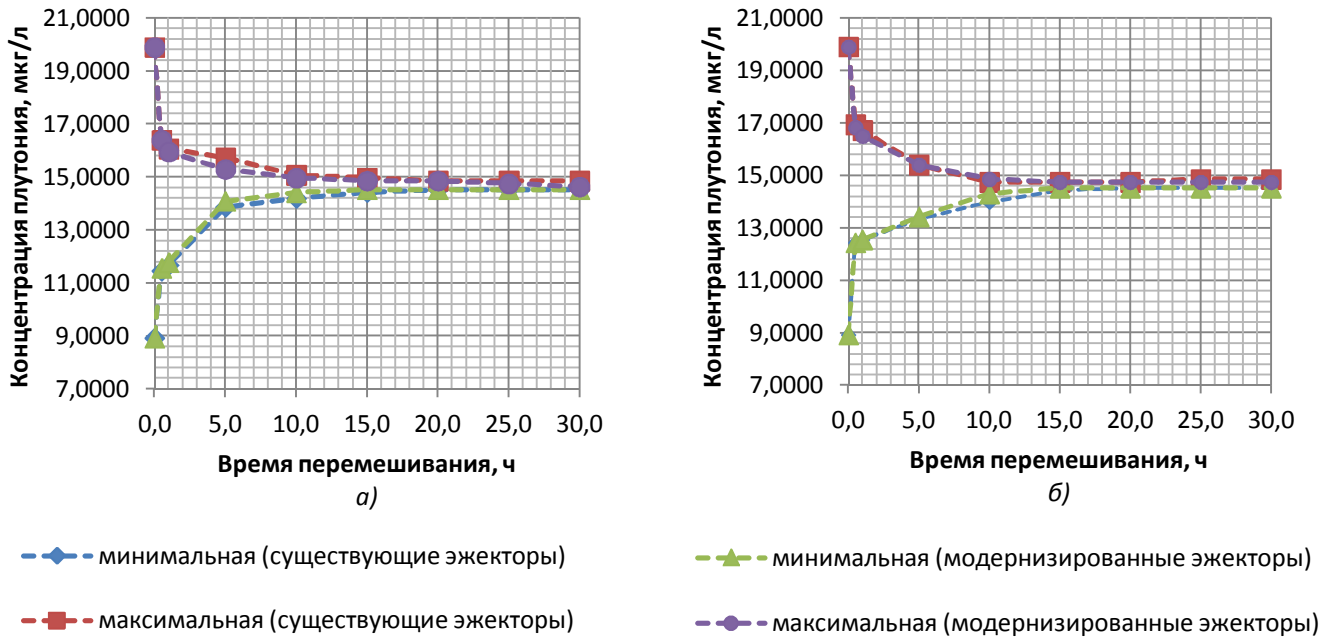 Концентрация плутония, мкг/л
21,0000
19,0000
17,0000
15,0000
13,0000
11,0000
9,0000
7,0000
0,0 5,0 10,0 15,0 20,0 25,0 30,0
Время перемешивания, ч
а)
Концентрация плутония, мкг/л
21,0000
19,0000
17,0000
15,0000
13,0000
11,0000
9,0000
7,0000
0,0 5,0 10,0 15,0 20,0 25,0 30,0
Время перемешивания, ч
б)
минимальная (существующие эжекторы)
минимальная (модернизированные эжекторы)
максимальная (существующие эжекторы)
максимальная (модернизированные эжекторы)